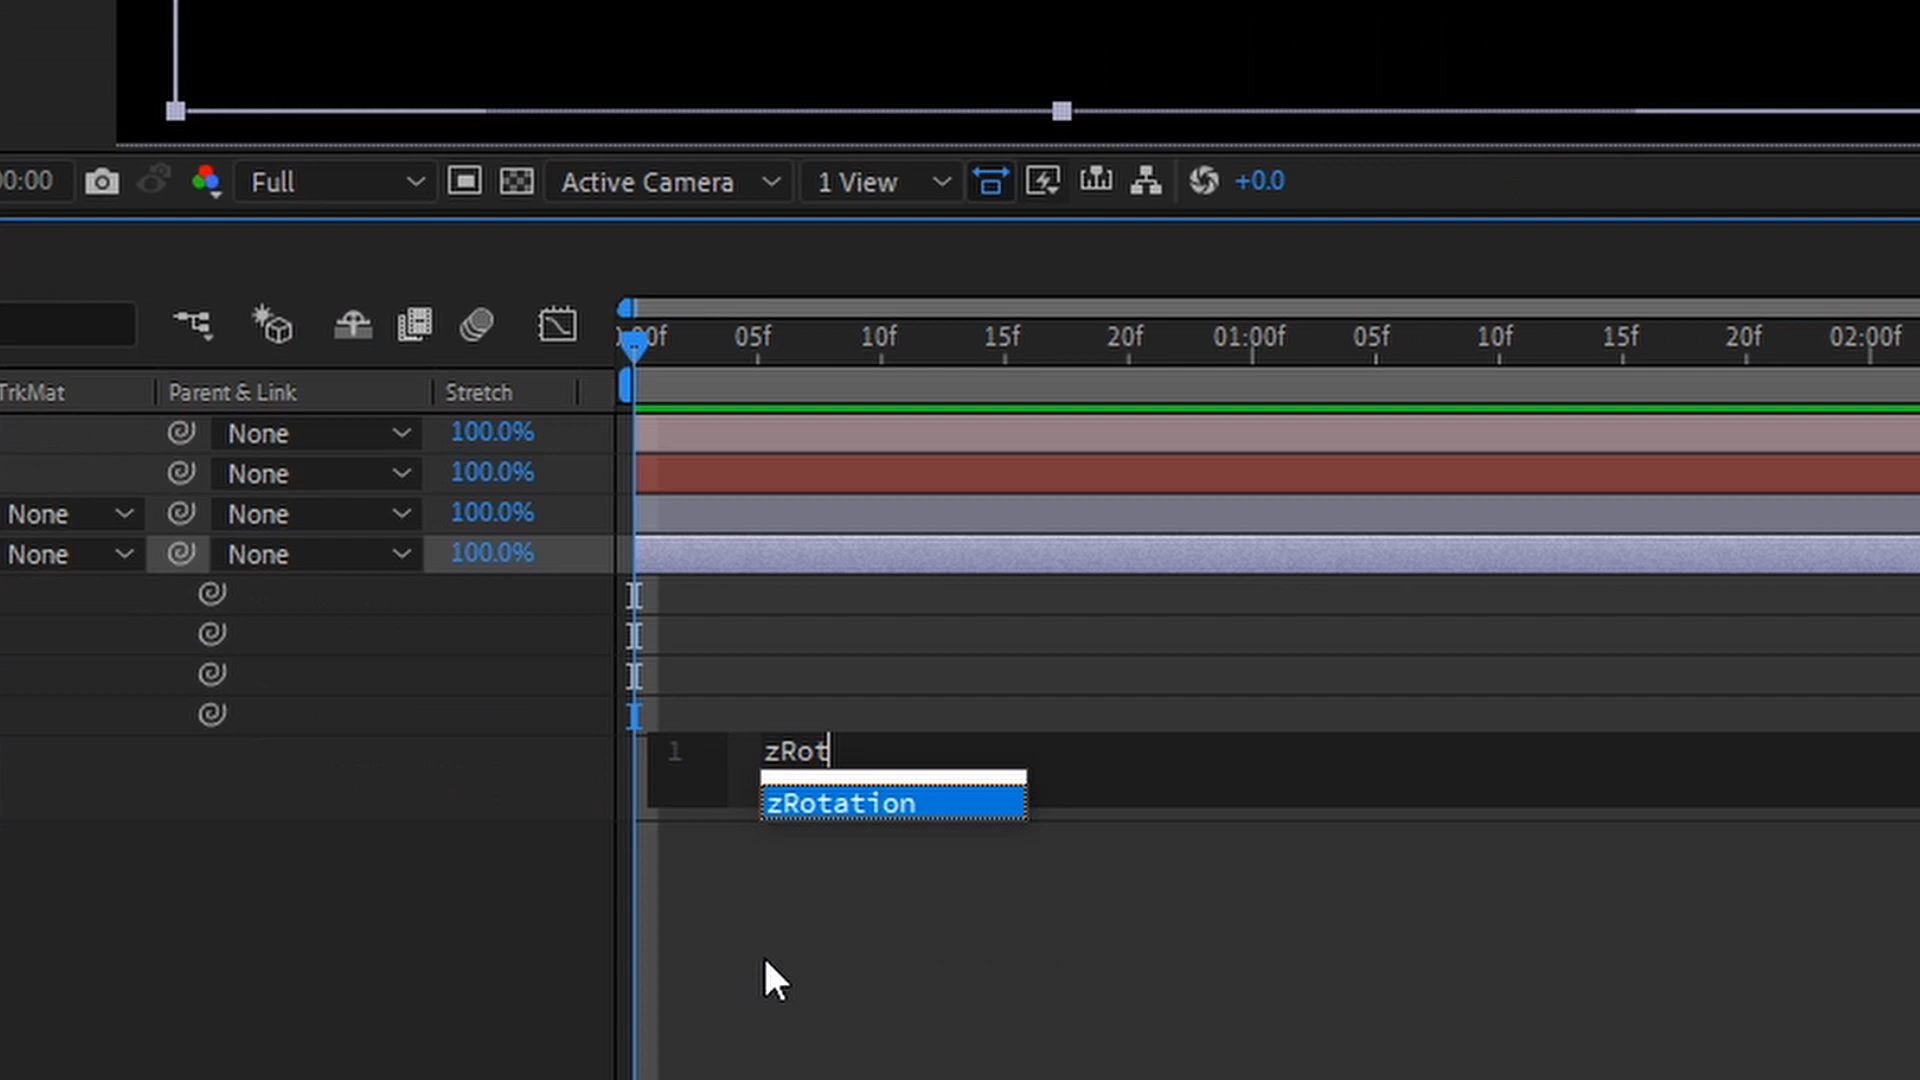 00:00 Full Active Camera 1 View +0.0
00f 05f 10f 15f 20f 01:00f 05f 10f 15f 20f 02:00f
TrkMat Parent & Link Stretch
None 100.0%
None 100.0%
None None 100.0%
None None 100.0%
1 zRot
zRotation